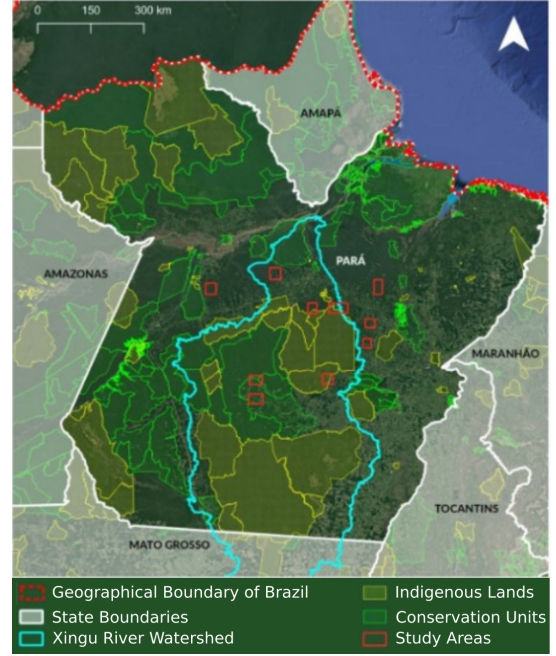 0 150 300 km
AMAPÁ
PARÁ
AMAZONAS
MARANHÃO
TOCANTINS
MATO GROSSO
Geographical Boundary of Brazil
Indigenous Lands
State Boundaries
Conservation Units
Xingu River Watershed
Study Areas